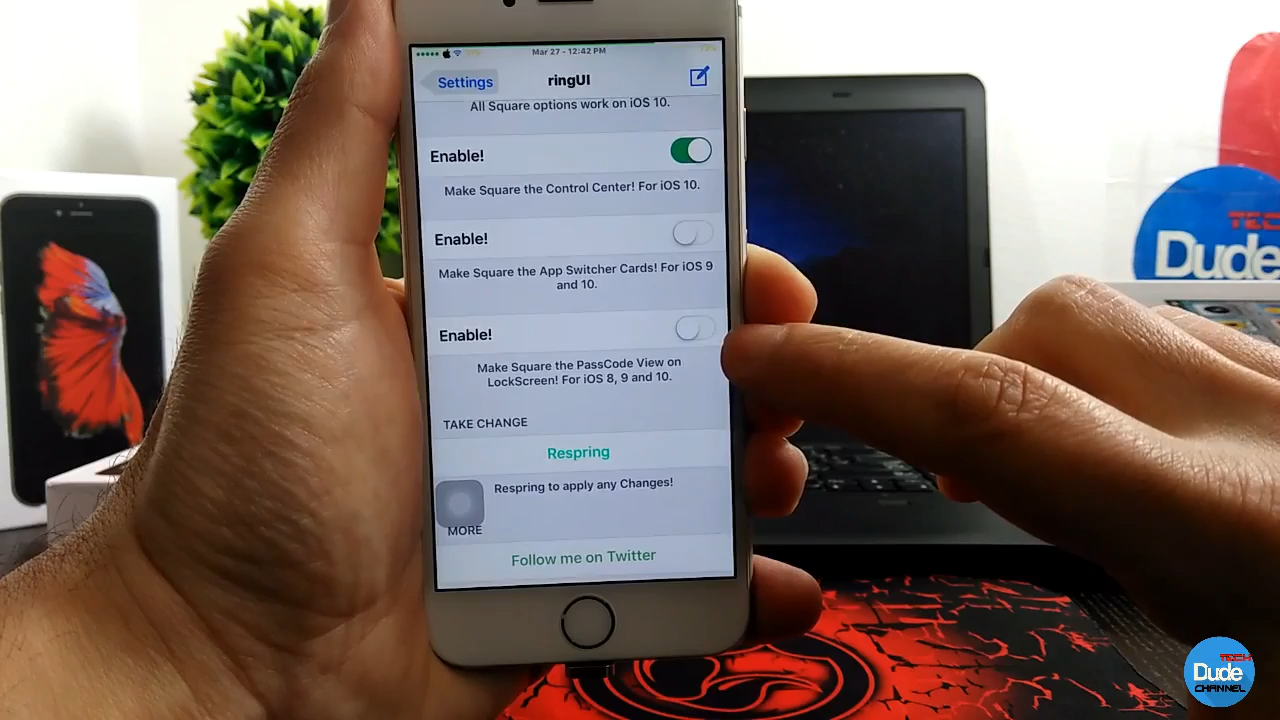 Mar 27 - 12:42 PM
Settings
ringUI
All Square options work on iOS 10.
Enable!
Make Square the Control Center! For iOS 10.
Enable!
Make Square the App Switcher Cards! For iOS 9
and 10.
Enable!
Make Square the PassCode View on
LockScreen! For iOS 8, 9 and 10.
TAKE CHANGE
Respring
Respring to apply any Changes!
MORE
Follow me on Twitter
TEC
Dude
TECH
Dude
CHANNEL